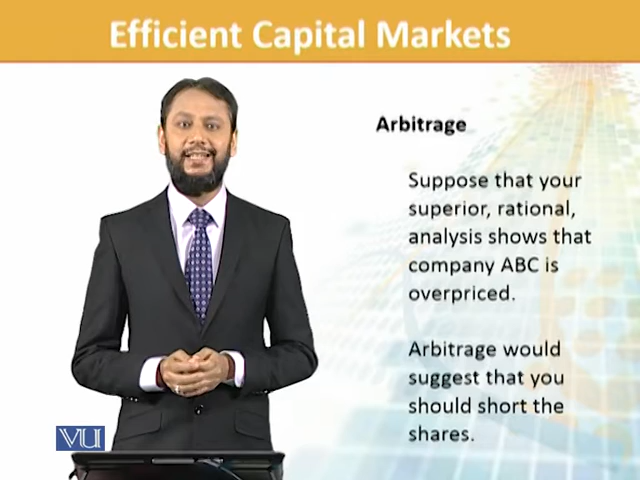 Efficient Capital Markets
Arbitrage
Suppose that your
superior, rational,
analysis shows that
company ABC is
overpriced.
Arbitrage would
suggest that you
should short the
shares.
VU